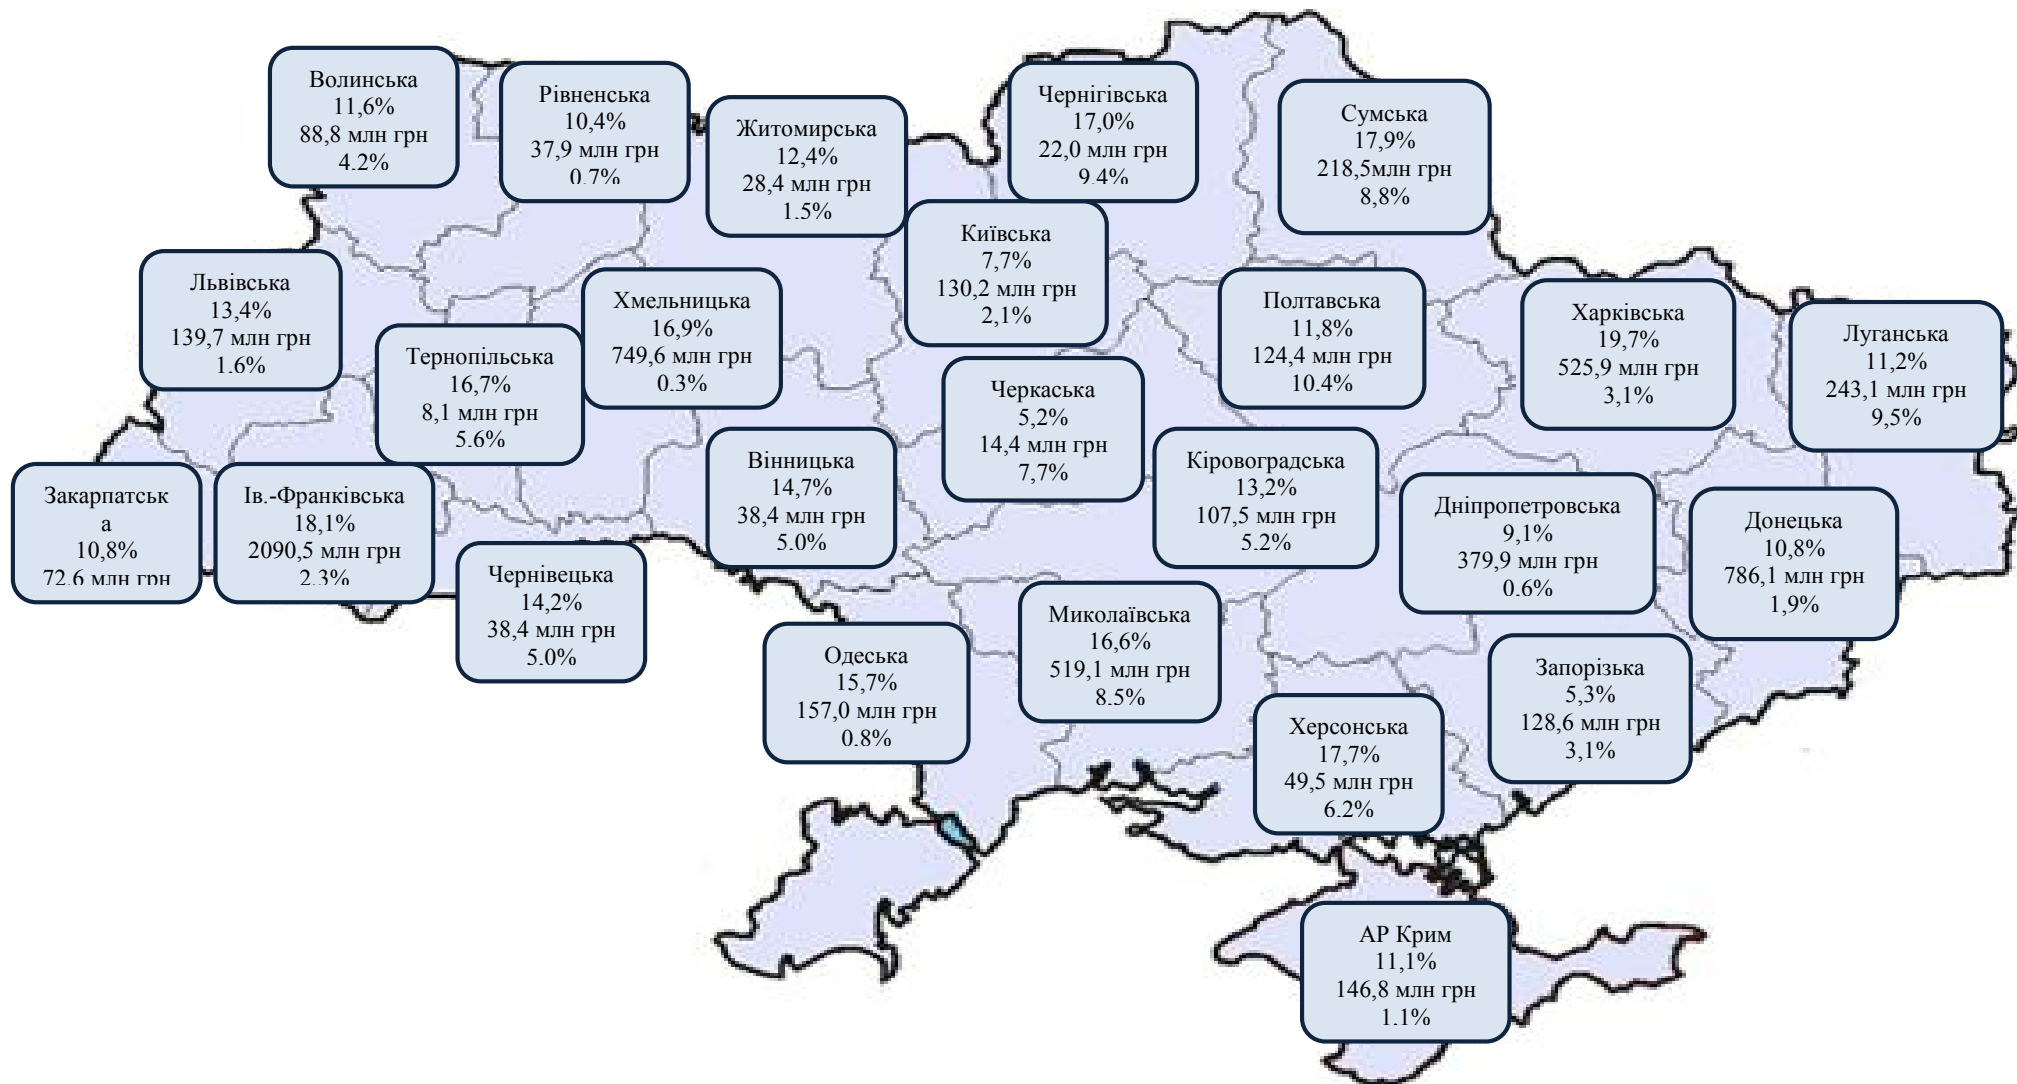 Волинська
11,6%
88,8 млн грн
4.2%
Рівненська
10,4%
37,9 млн грн
0.7%
Житомирська
12,4%
28,4 млн грн
1.5%
Чернігівська
17,0%
22,0 млн грн
9.4%
Сумська
17,9%
218,5млн грн
8,8%
Київська
7,7%
130,2 млн грн
2,1%
Львівська
13,4%
139,7 млн грн
1.6%
Хмельницька
16,9%
749,6 млн грн
0.3%
Полтавська
11,8%
124,4 млн грн
10.4%
Харківська
19,7%
525,9 млн грн
3,1%
Луганська
11,2%
243,1 млн грн
9,5%
Тернопільська
16,7%
8,1 млн грн
5.6%
Черкаська
5,2%
14,4 млн грн
7,7%
Вінницька
14,7%
38,4 млн грн
5.0%
Кіровоградська
13,2%
107,5 млн грн
5.2%
Закарпатськ
а
10,8%
72.6 млн грн
Ів.-Франківська
18,1%
2090,5 млн грн
2.3%
Дніпропетровська
9,1%
379,9 млн грн
0.6%
Донецька
10,8%
786,1 млн грн
1,9%
Чернівецька
14,2%
38,4 млн грн
5.0%
Миколаївська
16,6%
519,1 млн грн
8.5%
Одеська
15,7%
157,0 млн грн
0.8%
Запорізька
5,3%
128,6 млн грн
3,1%
Херсонська
17,7%
49,5 млн грн
6.2%
АР Крим
11,1%
146,8 млн грн
1.1%